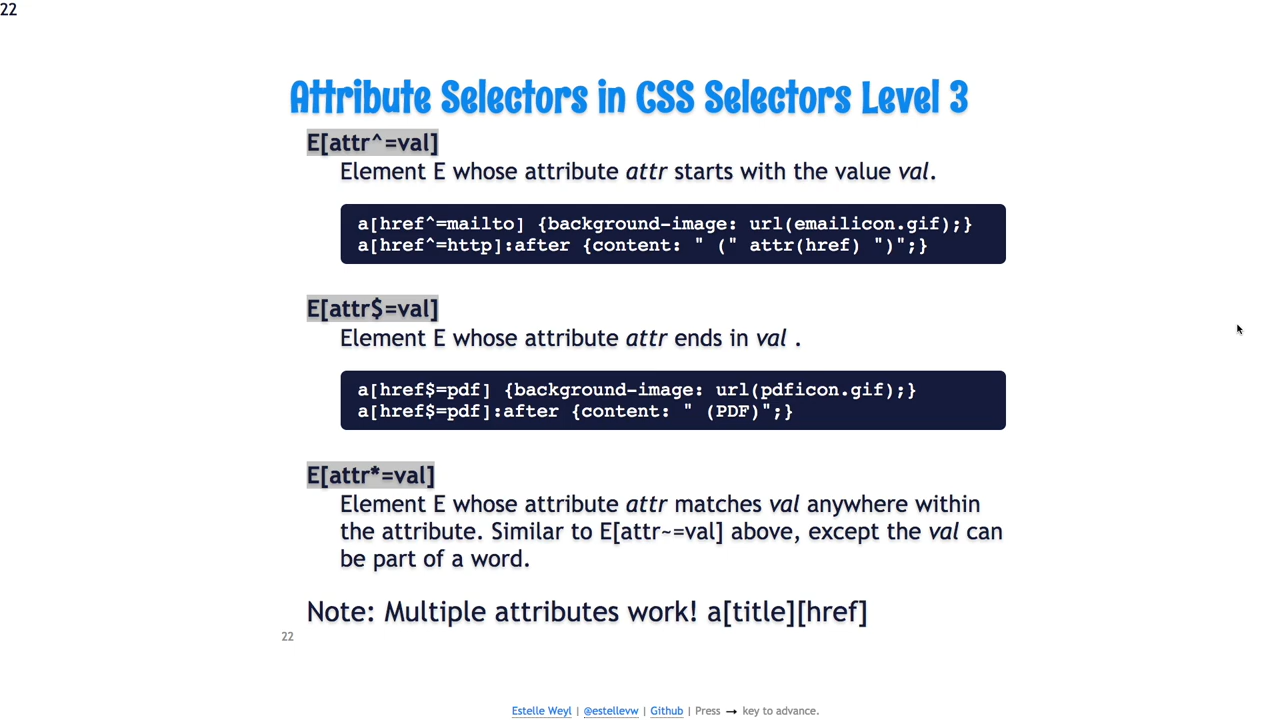 22
Attribute Selectors in CSS Selectors Level 3
E[attr^=val]
Element E whose attribute attr starts with the value val.
a[href^=mailto] {background-image: url(emailicon.gif);}
a[href^=http]:after {content: " (" attr(href) ")";}
E[attr$=val]
Element E whose attribute attr ends in val .
a[href$=pdf] {background-image: url(pdficon.gif);}
a[href$=pdf]:after {content: " (PDF)";}
E[attr*=val]
Element E whose attribute attr matches val anywhere within
the attribute. Similar to E[attr~=val] above, except the val can
be part of a word.
Note: Multiple attributes work! a[title][href]
22
Estelle Weyl | @estellevw | Github | Press → key to advance.